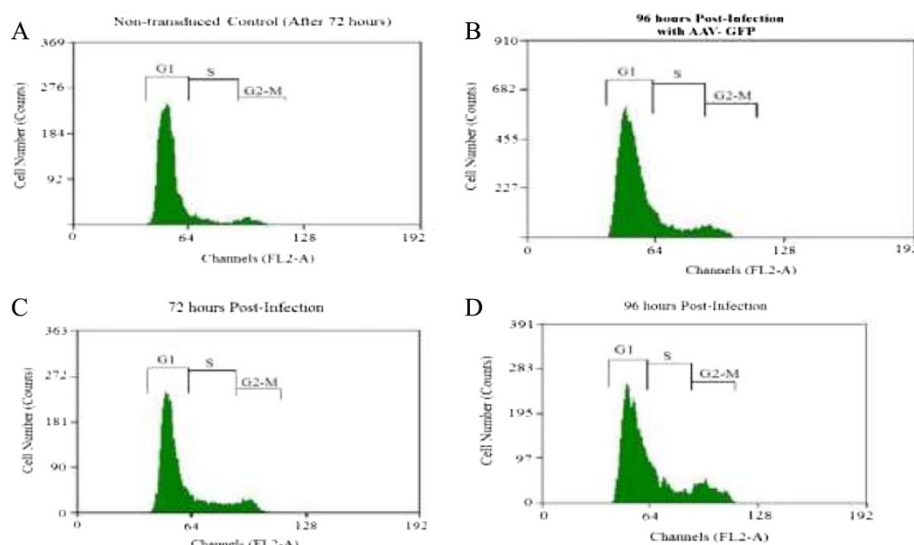 A
Non-transduced Control (After 72 hours)
369
276
184
92
0
64
128
192
G1
S
G2-M
Cell Number (Counts)
Channels (FL2-A)
B
96 hours Post-Infection
with AAV- GFP
910
682
455
227
0
64
128
192
G1
S
G2-M
Cell Number (Counts)
Channels (FL2-A)
C
72 hours Post-Infection
363
272
181
90
0
0
64
128
192
G1
S
G2-M
Cell Number (Counts)
Channels (FL2-A)
D
96 hours Post-Infection
391
283
195
97
0
0
64
128
192
G1
S
G2-M
Cell Number (Counts)
Channels (FL2-A)